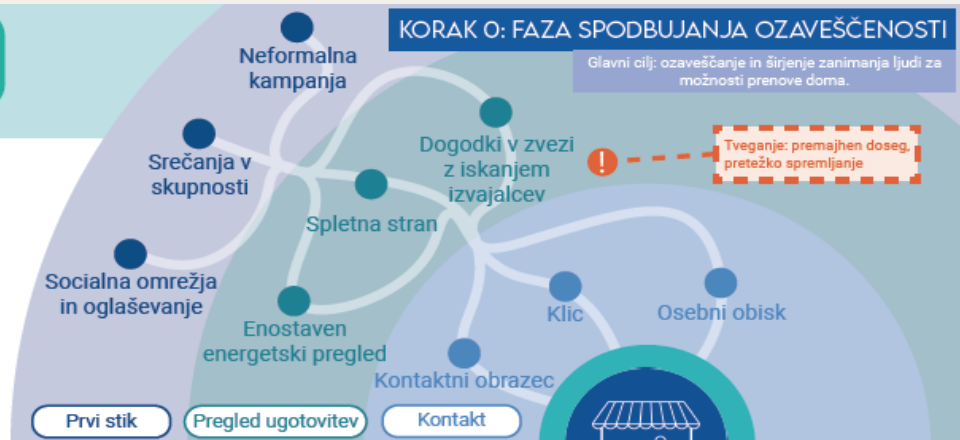 KORAK 0: FAZA SPODBUJANJA OZAVEŠČENOSTI
Glavni cilj: ozaveščanje in širjenje zanimanja ljudi za
možnosti prenove doma.
Neformalna
kampanja
Srečanja v
skupnosti
Socialna omrežja
in oglaševanje
Dogodki v zvezi
z iskanjem
izvajalcev
Spletna stran
Enostaven
energetski pregled
!
Tveganje: premajhen doseg,
pretežko spremljanje
Klic
Osebni obisk
Kontaktni obrazec
Prvi stik
Pregled ugotovitev
Kontakt